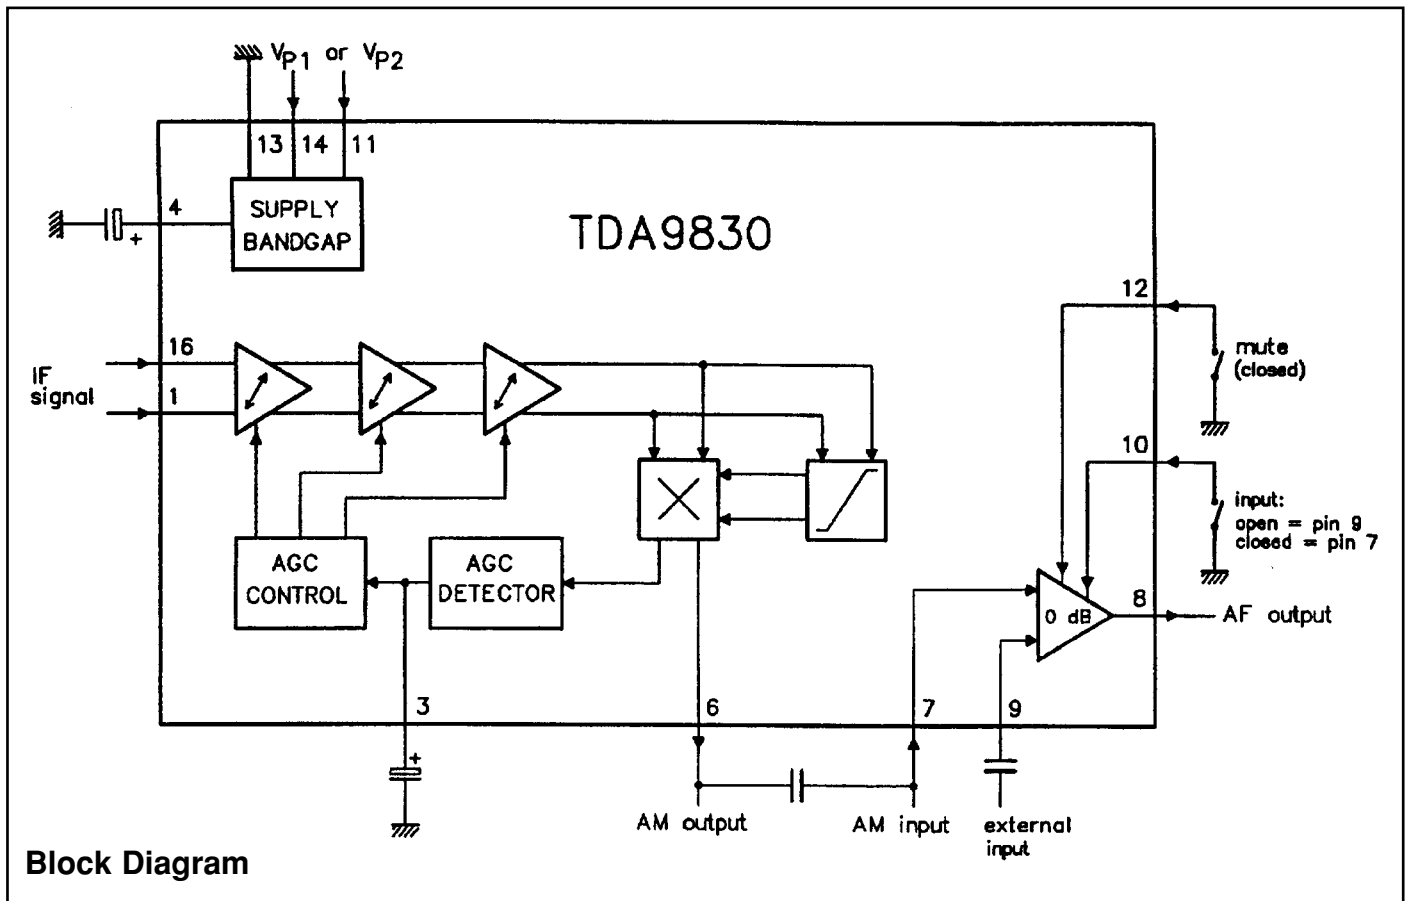 V P1 or V P2
13 14 11
4
SUPPLY
BANDGAP
+
TDA9830
12
mute
(closed)
16
IF
signal
1
10
input:
open = pin 9
closed = pin 7
AGC
CONTROL
AGC
DETECTOR
0 dB
8
AF output
3
6
7
9
+
AM output
AM input
external
input
Block Diagram